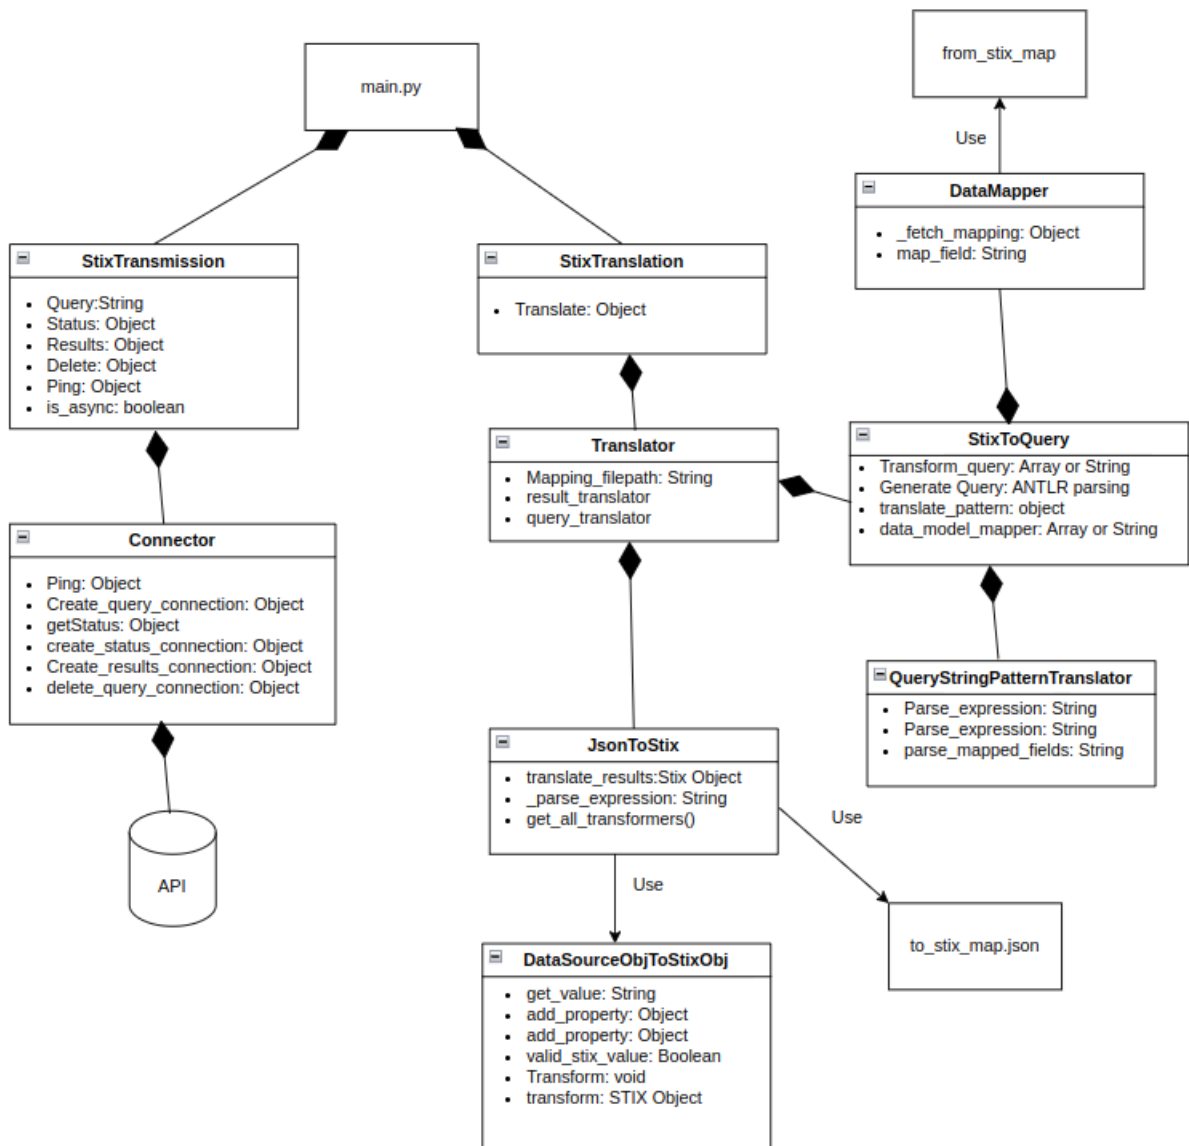 main.py
from_stix_map
Use
DataMapper
_fetch_mapping: Object
map_field: String
StixTransmission
Query:String
Status: Object
Results: Object
Delete: Object
Ping: Object
is_async: boolean
StixTranslation
Translate: Object
Translator
Mapping_filepath: String
result_translator
query_translator
StixToQuery
Transform_query: Array or String
Generate Query: ANTLR parsing
translate_pattern: object
data_model_mapper: Array or String
Connector
Ping: Object
Create_query_connection: Object
getStatus: Object
create_status_connection: Object
Create_results_connection: Object
delete_query_connection: Object
QueryStringPatternTranslator
Parse_expression: String
Parse_expression: String
parse_mapped_fields: String
JsonToStix
translate_results:Stix Object
_parse_expression: String
get_all_transformers()
Use
API
Use
to_stix_map.json
DataSourceObjToStixObj
get_value: String
add_property: Object
add_property: Object
valid_stix_value: Boolean
Transform: void
transform: STIX Object